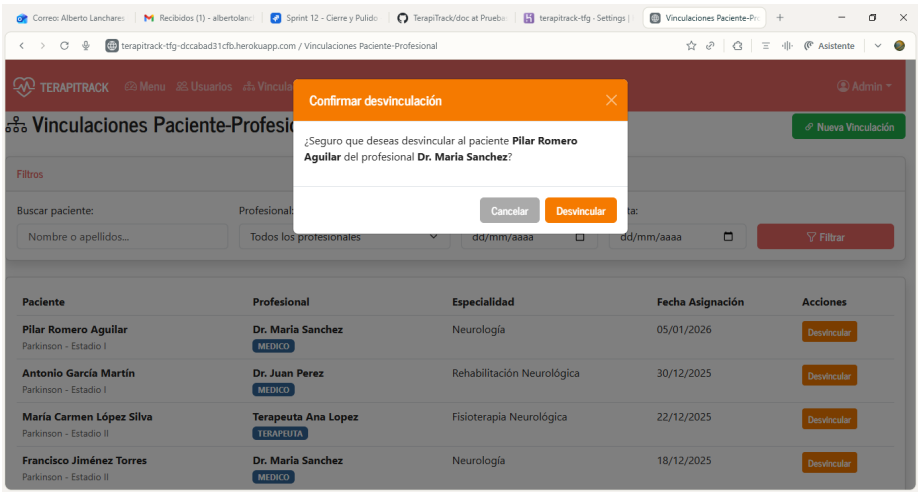 Correo: Alberto Lanchares
Recibidos (1) - albertolanc
Sprint 12 - Cierre y Pulido
TerapiTrack/doc at Prueba
terapitrack-tfg - Settings |
Vinculaciones Paciente-Pr
terapitrack-tfg-dccabad31cfb.herokuapp.com / Vinculaciones Paciente-Profesional
Asistente
TERAPITRACK
Menu
Usuarios
Vincula
Admin
Confirmar desvinculación
¿Seguro que deseas desvincular al paciente Pilar Romero
Aguilar del profesional Dr. Maria Sanchez?
Cancelar
Desvincular
Vinculaciones Paciente-Profesio
Nueva Vinculación
Filtros
Buscar paciente:
Profesional:
ta:
Nombre o apellidos...
Todos los profesionales
dd/mm/aaaa
dd/mm/aaaa
Filtrar
Paciente
Profesional
Especialidad
Fecha Asignación
Acciones
Pilar Romero Aguilar
Parkinson - Estadio I
Dr. Maria Sanchez
MEDICO
Neurología
05/01/2026
Desvincular
Antonio García Martín
Parkinson - Estadio I
Dr. Juan Perez
MEDICO
Rehabilitación Neurológica
30/12/2025
Desvincular
María Carmen López Silva
Parkinson - Estadio II
Terapeuta Ana Lopez
TERAPEUTA
Fisioterapia Neurológica
22/12/2025
Desvincular
Francisco Jiménez Torres
Parkinson - Estadio II
Dr. Maria Sanchez
MEDICO
Neurología
18/12/2025
Desvincular